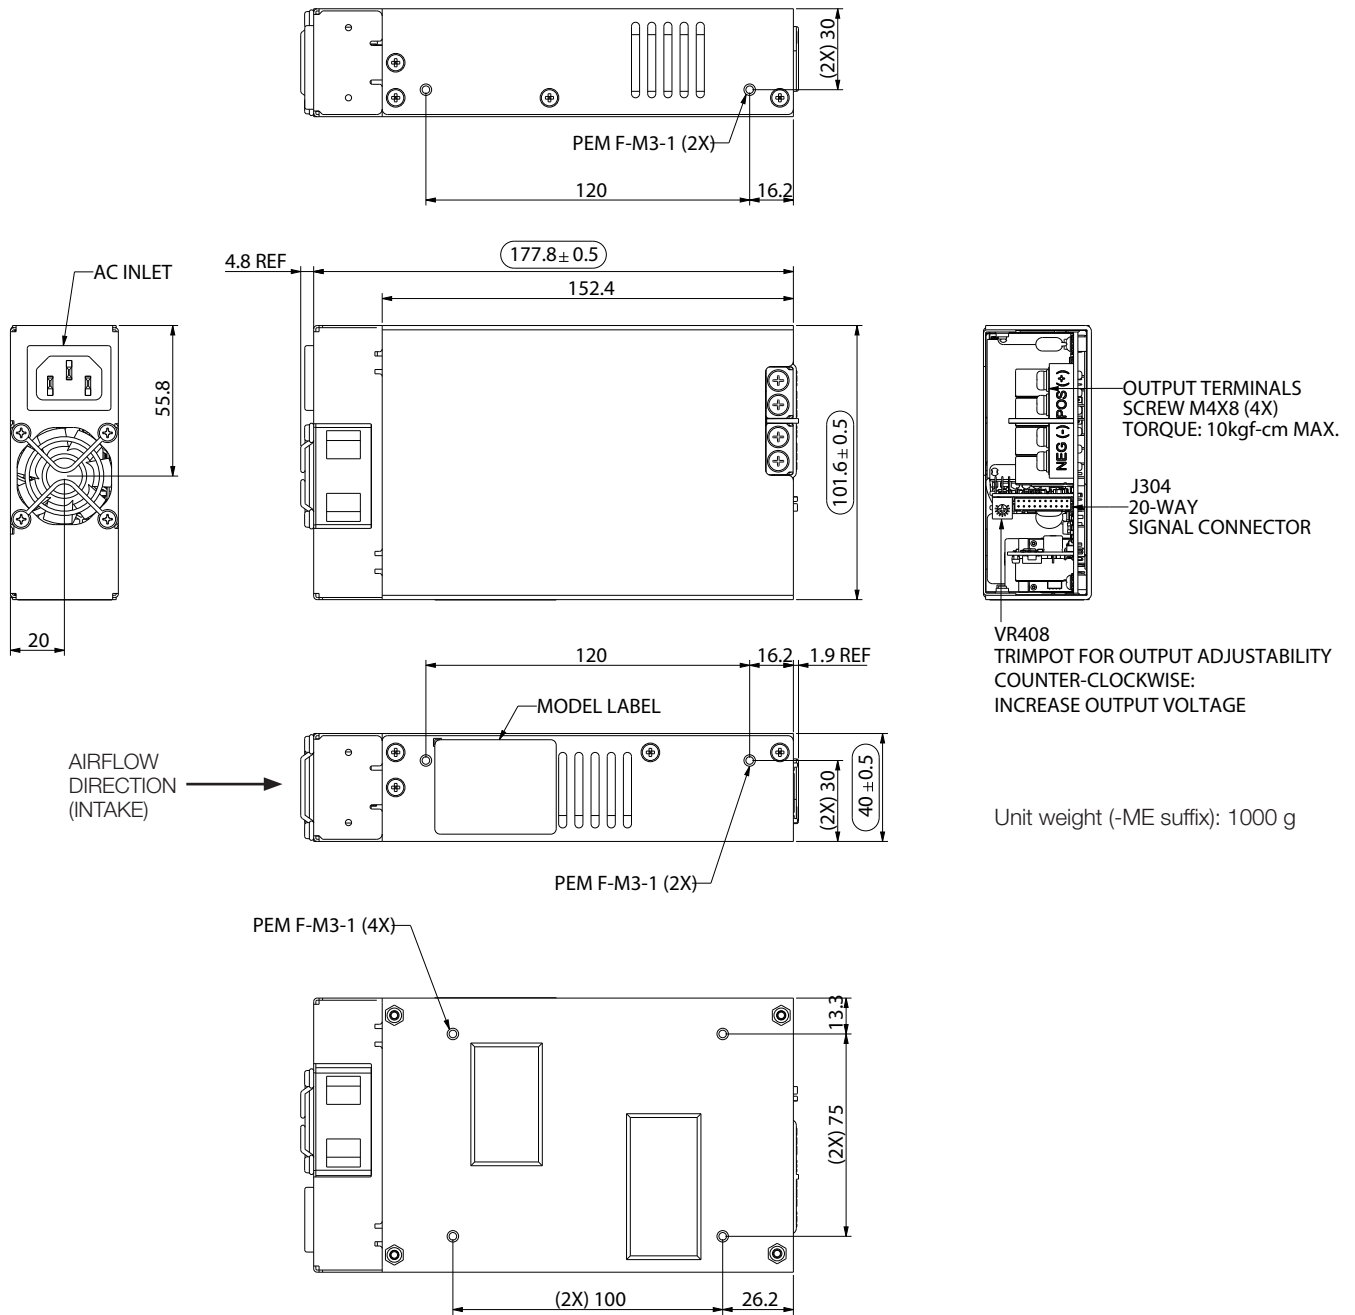 (2X) 30
PEM F-M3-1 (2X)
120
16.2
4.8 REF
177.8 ± 0.5
152.4
AC INLET
55.8
20
101.6 ± 0.5
POS (+)
NEG (-)
OUTPUT TERMINALS
SCREW M4X8 (4X)
TORQUE: 10kgf-cm MAX.
J304
20-WAY
SIGNAL CONNECTOR
VR408
TRIMPOT FOR OUTPUT ADJUSTABILITY
COUNTER-CLOCKWISE:
INCREASE OUTPUT VOLTAGE
120
16.2
1.9 REF
MODEL LABEL
AIRFLOW
DIRECTION
(INTAKE)
(2X) 30
40 ± 0.5
PEM F-M3-1 (2X)
Unit weight (-ME suffix): 1000 g
PEM F-M3-1 (4X)
13.3
(2X) 75
(2X) 100
26.2